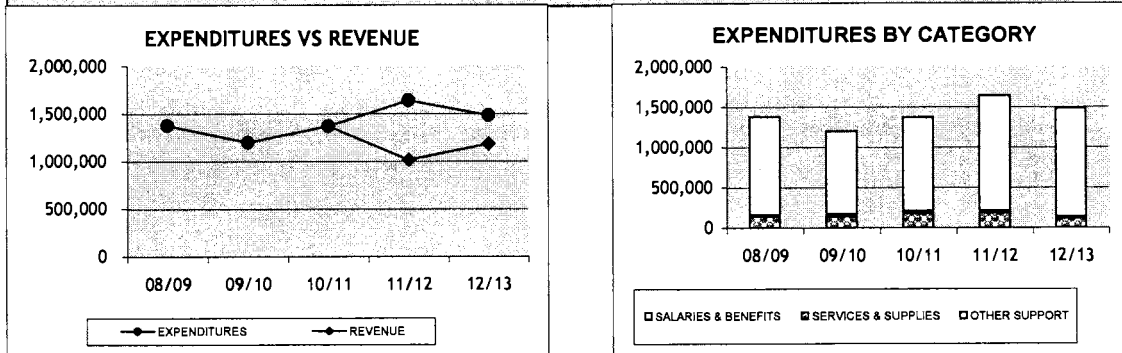 EXPENDITURES VS REVENUE
2,000,000
1,500,000
1,000,000
500,000
0
08/09 09/10 10/11 11/12 12/13
EXPENDITURES REVENUE
EXPENDITURES BY CATEGORY
2,000,000
1,500,000
1,000,000
500,000
0
08/09 09/10 10/11 11/12 12/13
SALARIES & BENEFITS SERVICES & SUPPLIES OTHER SUPPORT